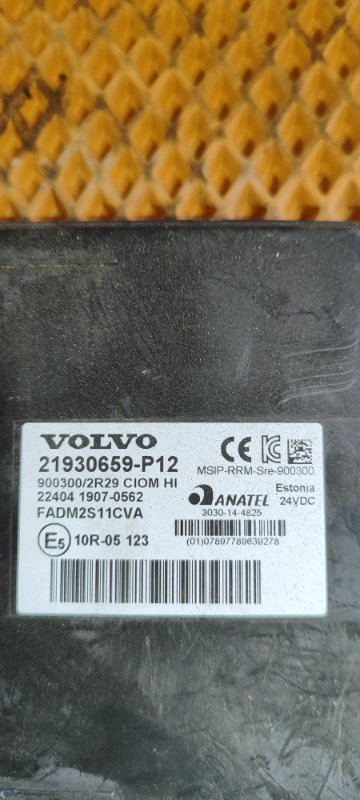 VOLVO
21930659-P12
900300/2R29 CIOM HI
22404 1907-0562
FADM2S11CVA
E5 10R-05 123
CE
MSIP-RRM-Sre-900300
ANATEL
Estonia
24VDC
3030-14-4825
(01)07897789639278